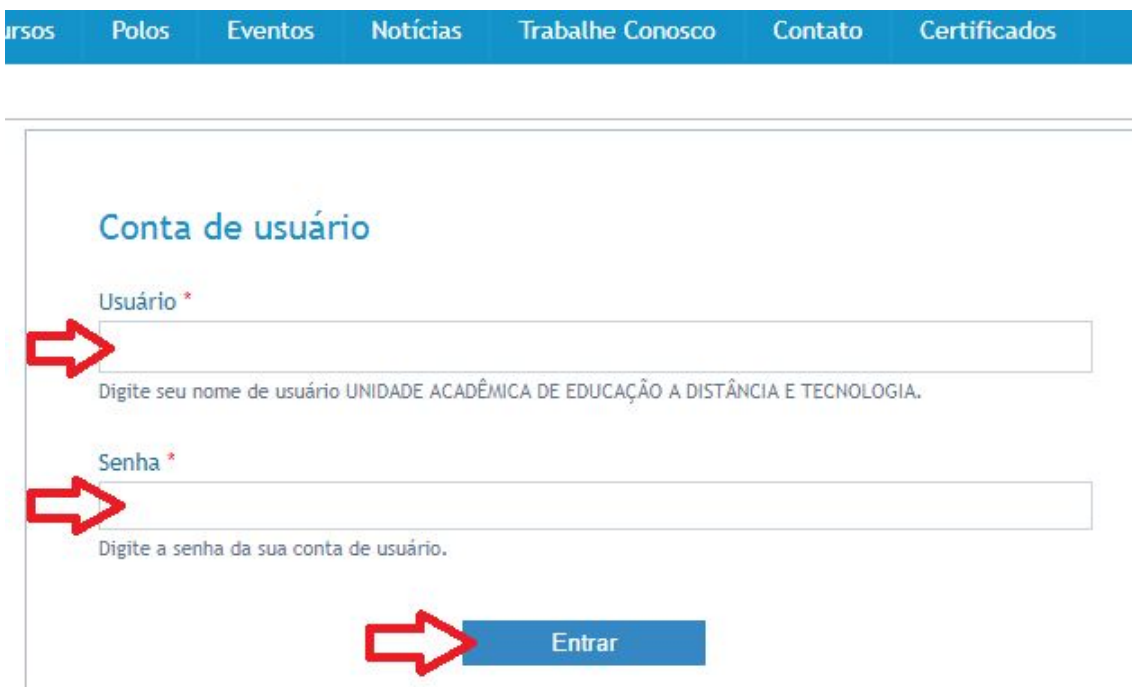 ursos Polos Eventos Notícias Trabalhe Conosco Contato Certificados
Conta de usuário
Usuário *
Digite seu nome de usuário UNIDADE ACADÊMICA DE EDUCAÇÃO A DISTÂNCIA E TECNOLOGIA.
Senha *
Digite a senha da sua conta de usuário.
Entrar